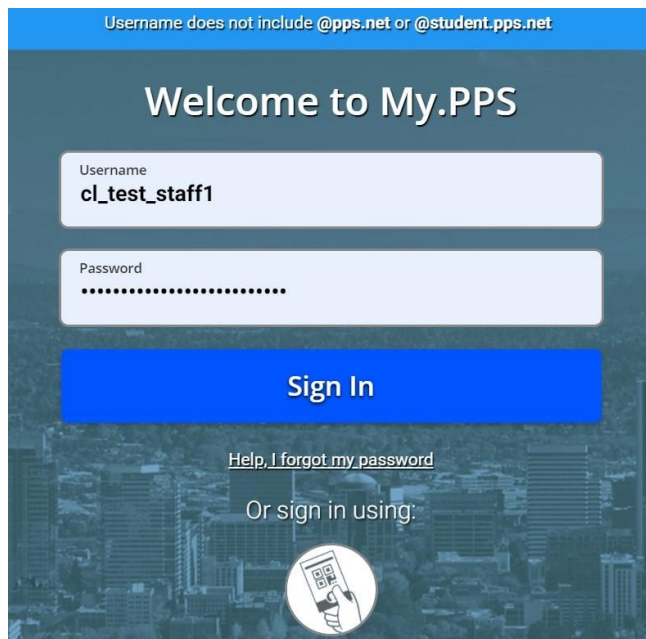 Username does not include @pps.net or @student.pps.net
Welcome to My.PPS
Username
cl_test_staff1
Password
Sign In
Help, I forgot my password
Or sign in using: